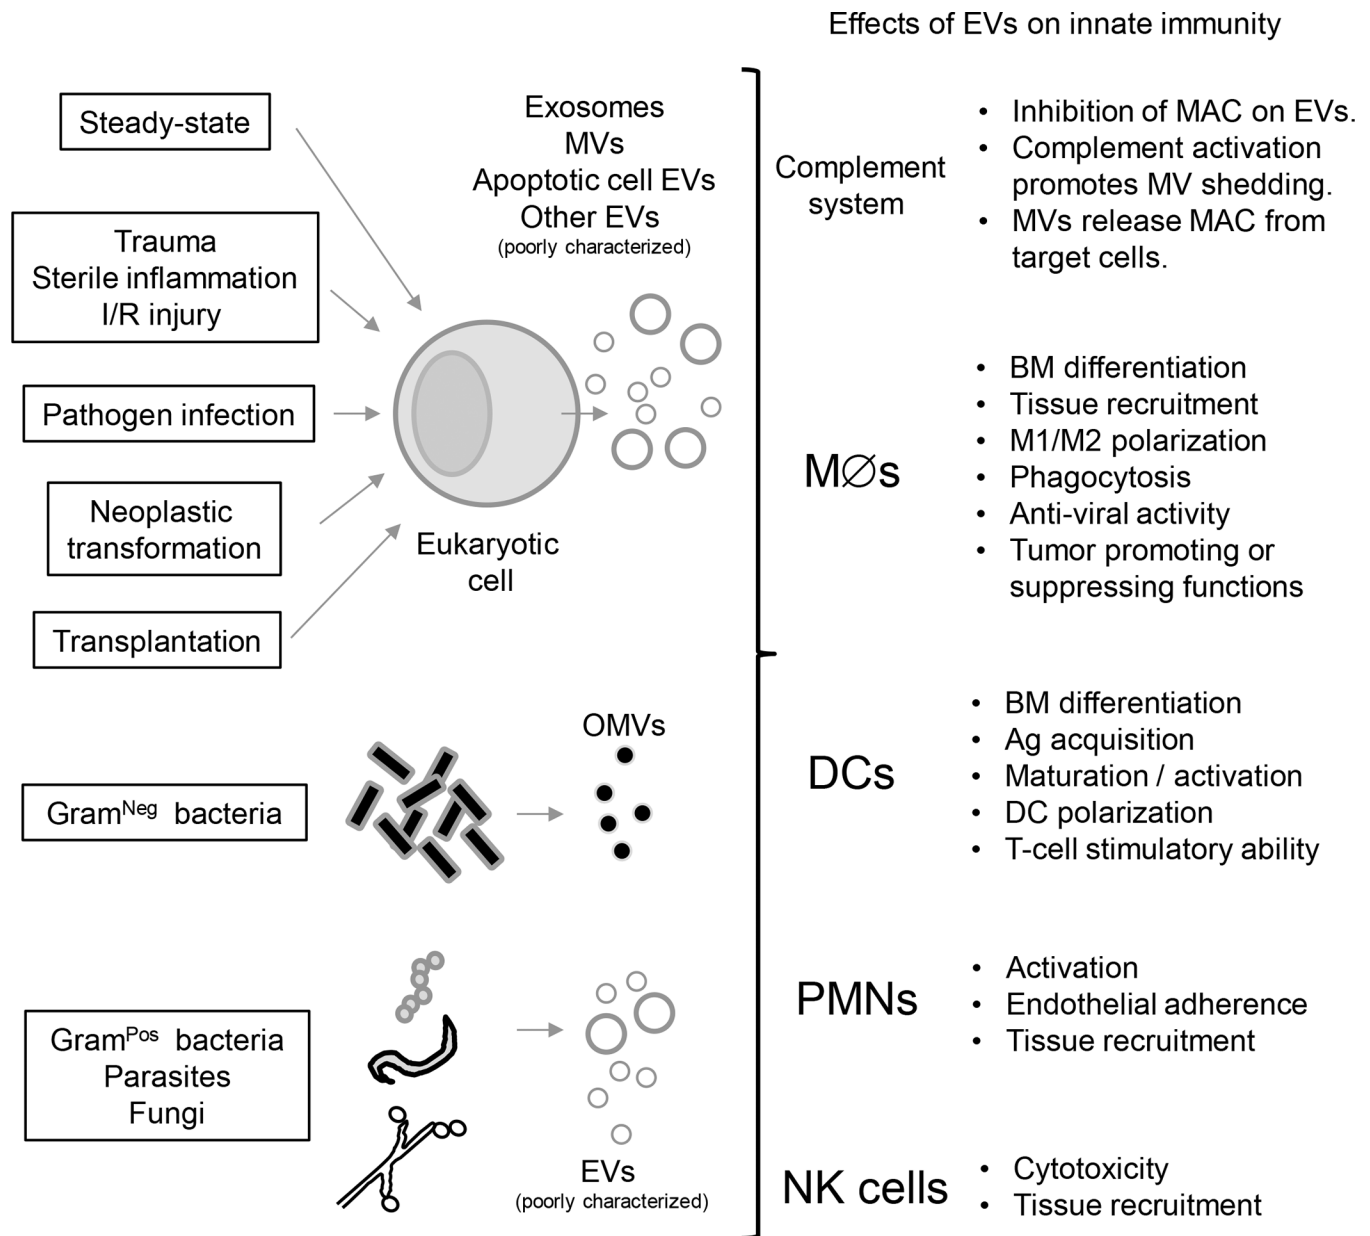 Effects of EVs on innate immunity
Steady-state
Trauma
Sterile inflammation
I/R injury
Pathogen infection
Neoplastic
transformation
Transplantation
Exosomes
MVs
Apoptotic cell EVs
Other EVs
(poorly characterized)
Eukaryotic
cell
GramNeg bacteria
OMVs
GramPos bacteria
Parasites
Fungi
EVs
(poorly characterized)
Complement
system
• Inhibition of MAC on EVs.
• Complement activation
promotes MV shedding.
• MVs release MAC from
target cells.
M∅s
• BM differentiation
• Tissue recruitment
• M1/M2 polarization
• Phagocytosis
• Anti-viral activity
• Tumor promoting or
suppressing functions
DCs
• BM differentiation
• Ag acquisition
• Maturation / activation
• DC polarization
• T-cell stimulatory ability
PMNs
• Activation
• Endothelial adherence
• Tissue recruitment
NK cells
• Cytotoxicity
• Tissue recruitment